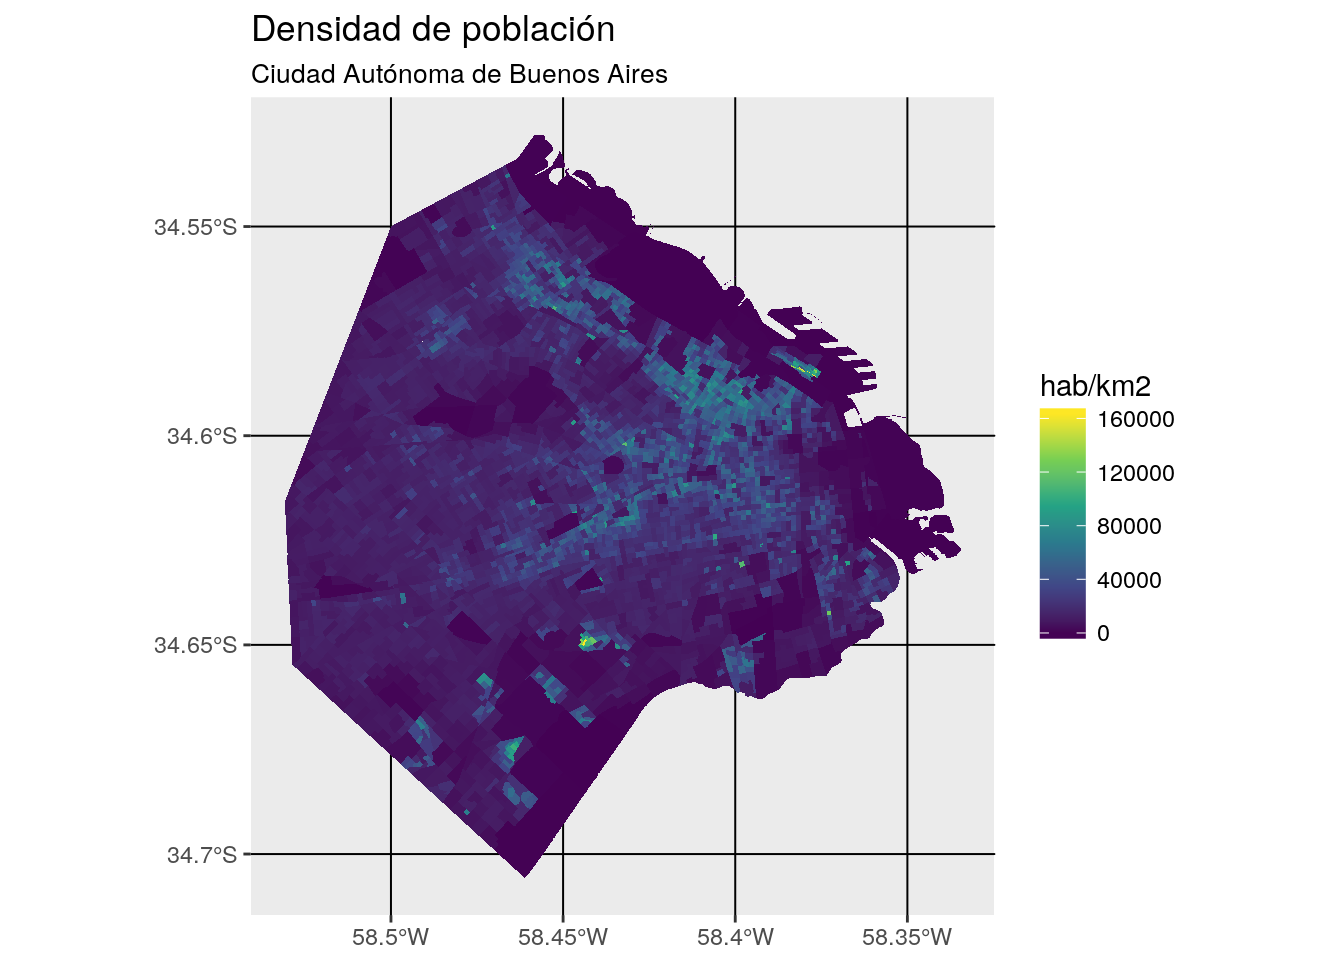 Densidad de población
Ciudad Autónoma de Buenos Aires
34.55°S
34.6°S
34.65°S
34.7°S
58.5°W
58.45°W
58.4°W
58.35°W
hab/km2
160000
120000
80000
40000
0